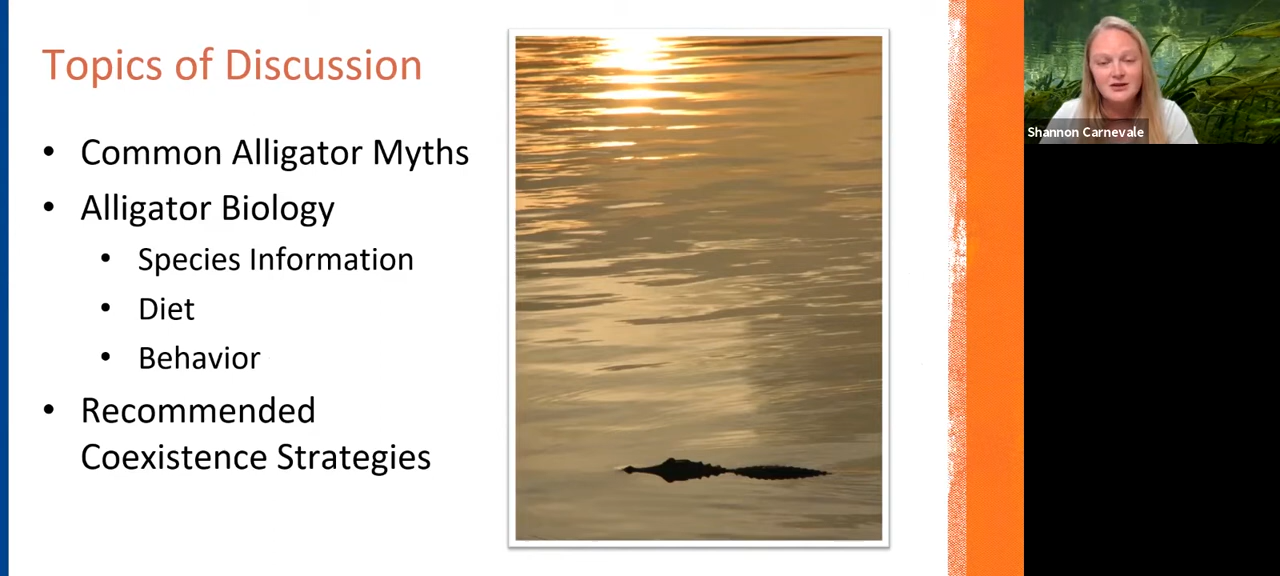 Topics of Discussion
• Common Alligator Myths
• Alligator Biology
• Species Information
• Diet
• Behavior
• Recommended
Coexistence Strategies
Shannon Carnevale